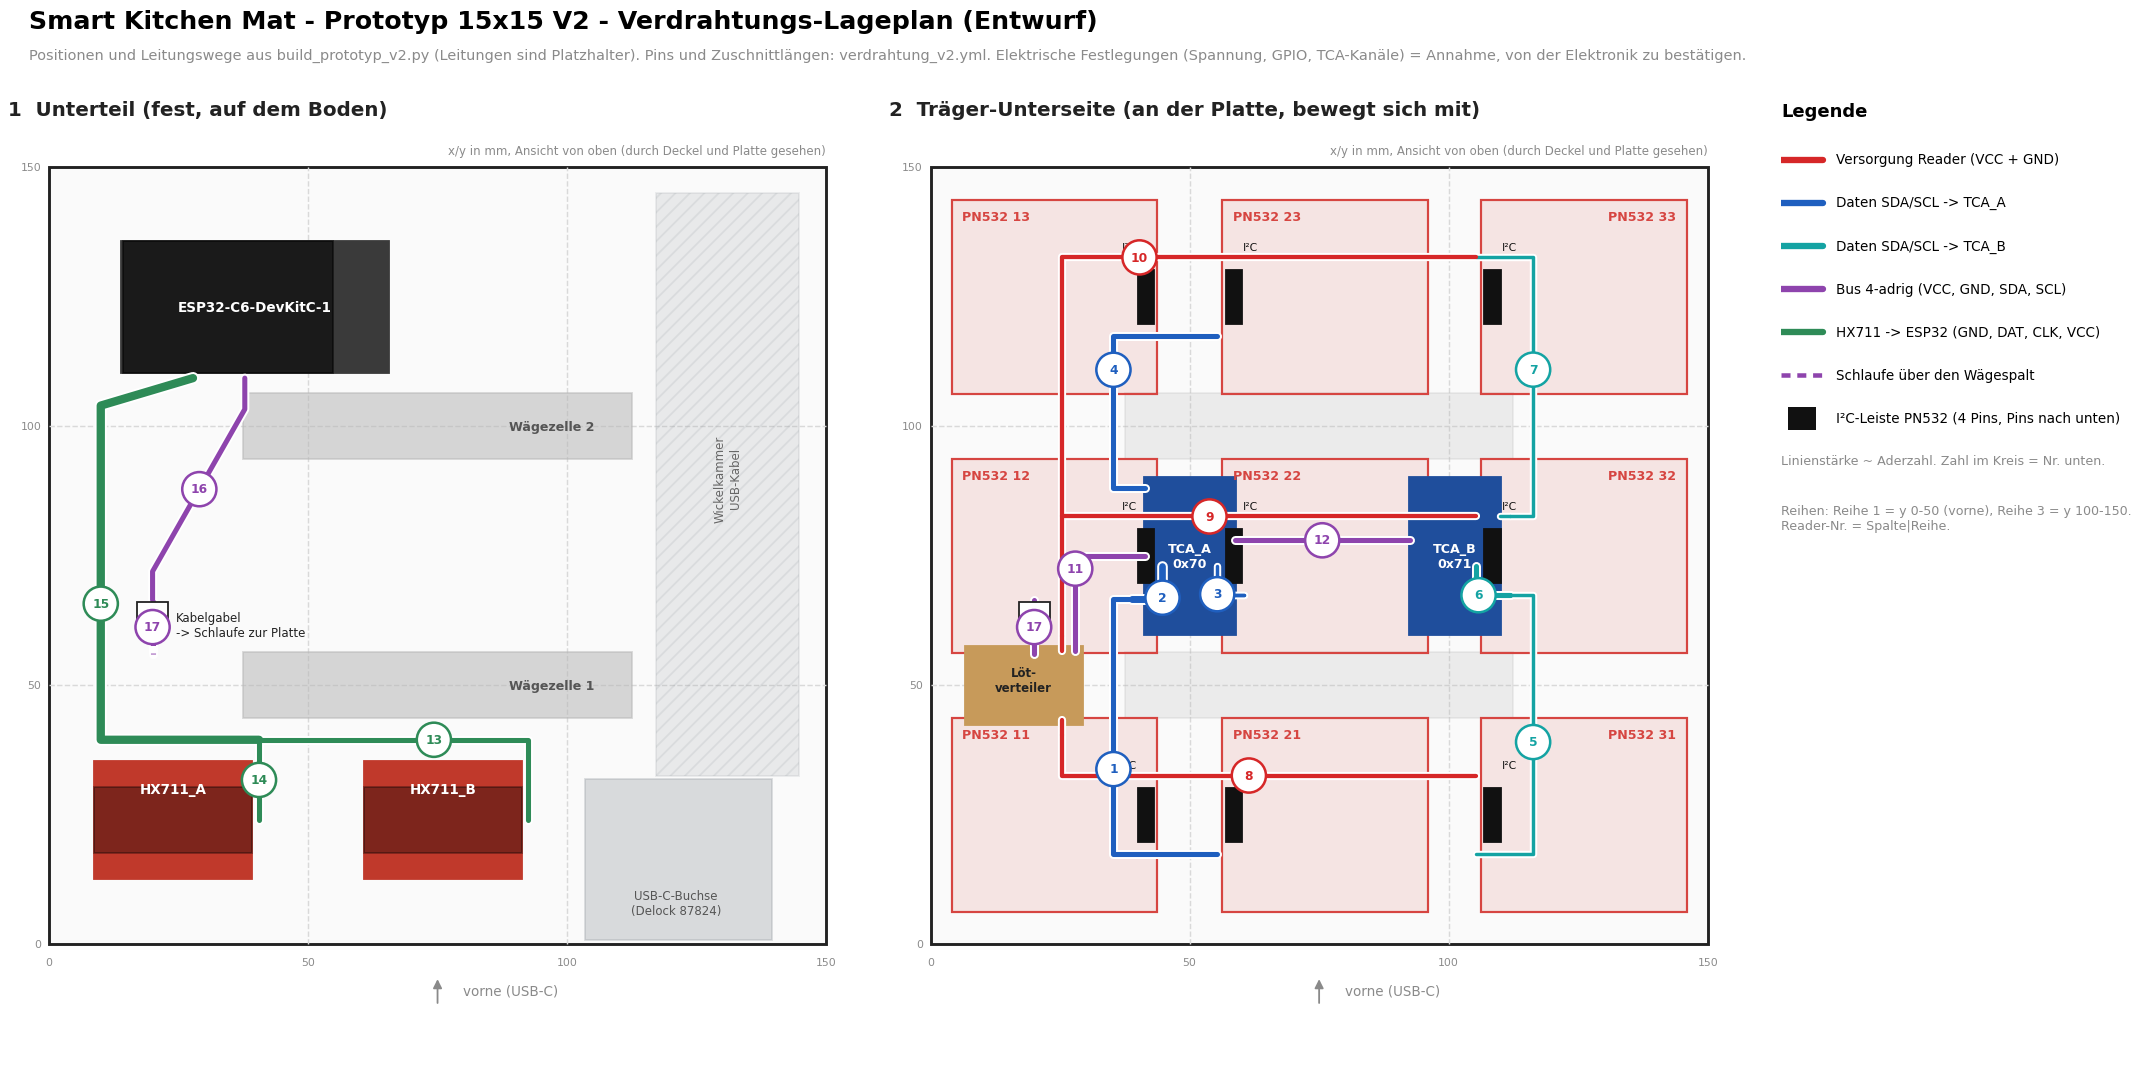 Smart Kitchen Mat - Prototyp 15x15 V2 - Verdrahtungs-Lageplan (Entwurf)
Positionen und Leitungswege aus build_prototyp_v2.py (Leitungen sind Platzhalter). Pins und Zuschnittlängen: verdrahtung_v2.yml. Elektrische Festlegungen (Spannung, GPIO, TCA-Kanäle) = Annahme, von der Elektronik zu bestätigen.
1 Unterteil (fest, auf dem Boden)
x/y in mm, Ansicht von oben (durch Deckel und Platte gesehen)
150
ESP32-C6-DevKitC-1
100
Wägezelle 2
Wickelkammer
USB-Kabel
16
15
17
Kabelgabel
-> Schlaufe zur Platte
50
Wägezelle 1
13
14
HX711_A
HX711_B
USB-C-Buchse
(Delock 87824)
0
0
50
100
150
vorne (USB-C)
2 Träger-Unterseite (an der Platte, bewegt sich mit)
x/y in mm, Ansicht von oben (durch Deckel und Platte gesehen)
150
PN532 13
PN532 23
PN532 33
10
I²C
I²C
4
7
100
PN532 12
PN532 22
PN532 32
I²C
I²C
I²C
9
12
TCA_A
0x70
TCA_B
0x71
11
2
3
6
17
Löt-
verteiler
50
PN532 11
PN532 21
PN532 31
5
1
8
I²C
0
0
50
100
150
vorne (USB-C)
Legende
Versorgung Reader (VCC + GND)
Daten SDA/SCL -> TCA_A
Daten SDA/SCL -> TCA_B
Bus 4-adrig (VCC, GND, SDA, SCL)
HX711 -> ESP32 (GND, DAT, CLK, VCC)
Schlaufe über den Wägespalt
I²C-Leiste PN532 (4 Pins, Pins nach unten)
Linienstärke ~ Aderzahl. Zahl im Kreis = Nr. unten.
Reihen: Reihe 1 = y 0-50 (vorne), Reihe 3 = y 100-150.
Reader-Nr. = Spalte|Reihe.